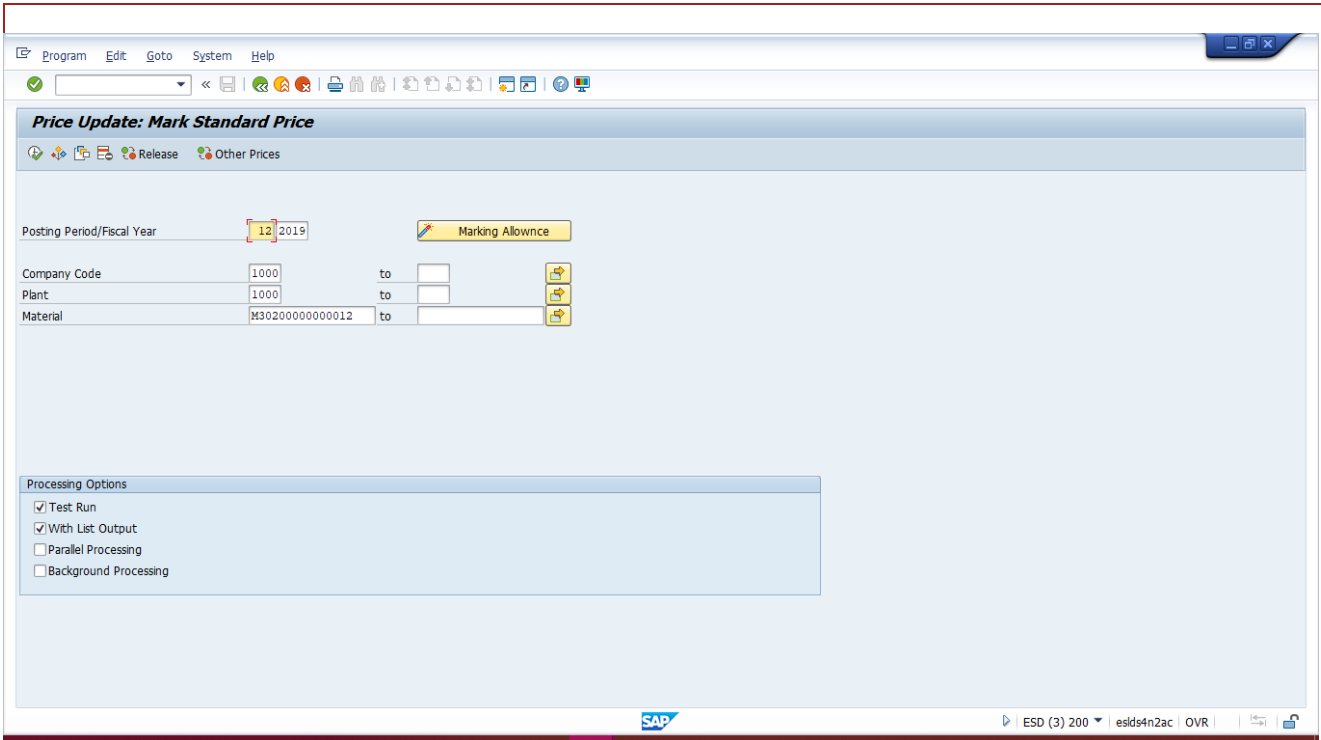 Program Edit Goto System Help
Price Update: Mark Standard Price
Release Other Prices
Posting Period/Fiscal Year 12 2019 Marking Allownce
Company Code 1000 to
Plant 1000 to
Material M30200000000012 to
Processing Options
Test Run
With List Output
Parallel Processing
Background Processing
SAP ESD (3) 200 eslds4n2ac OVR